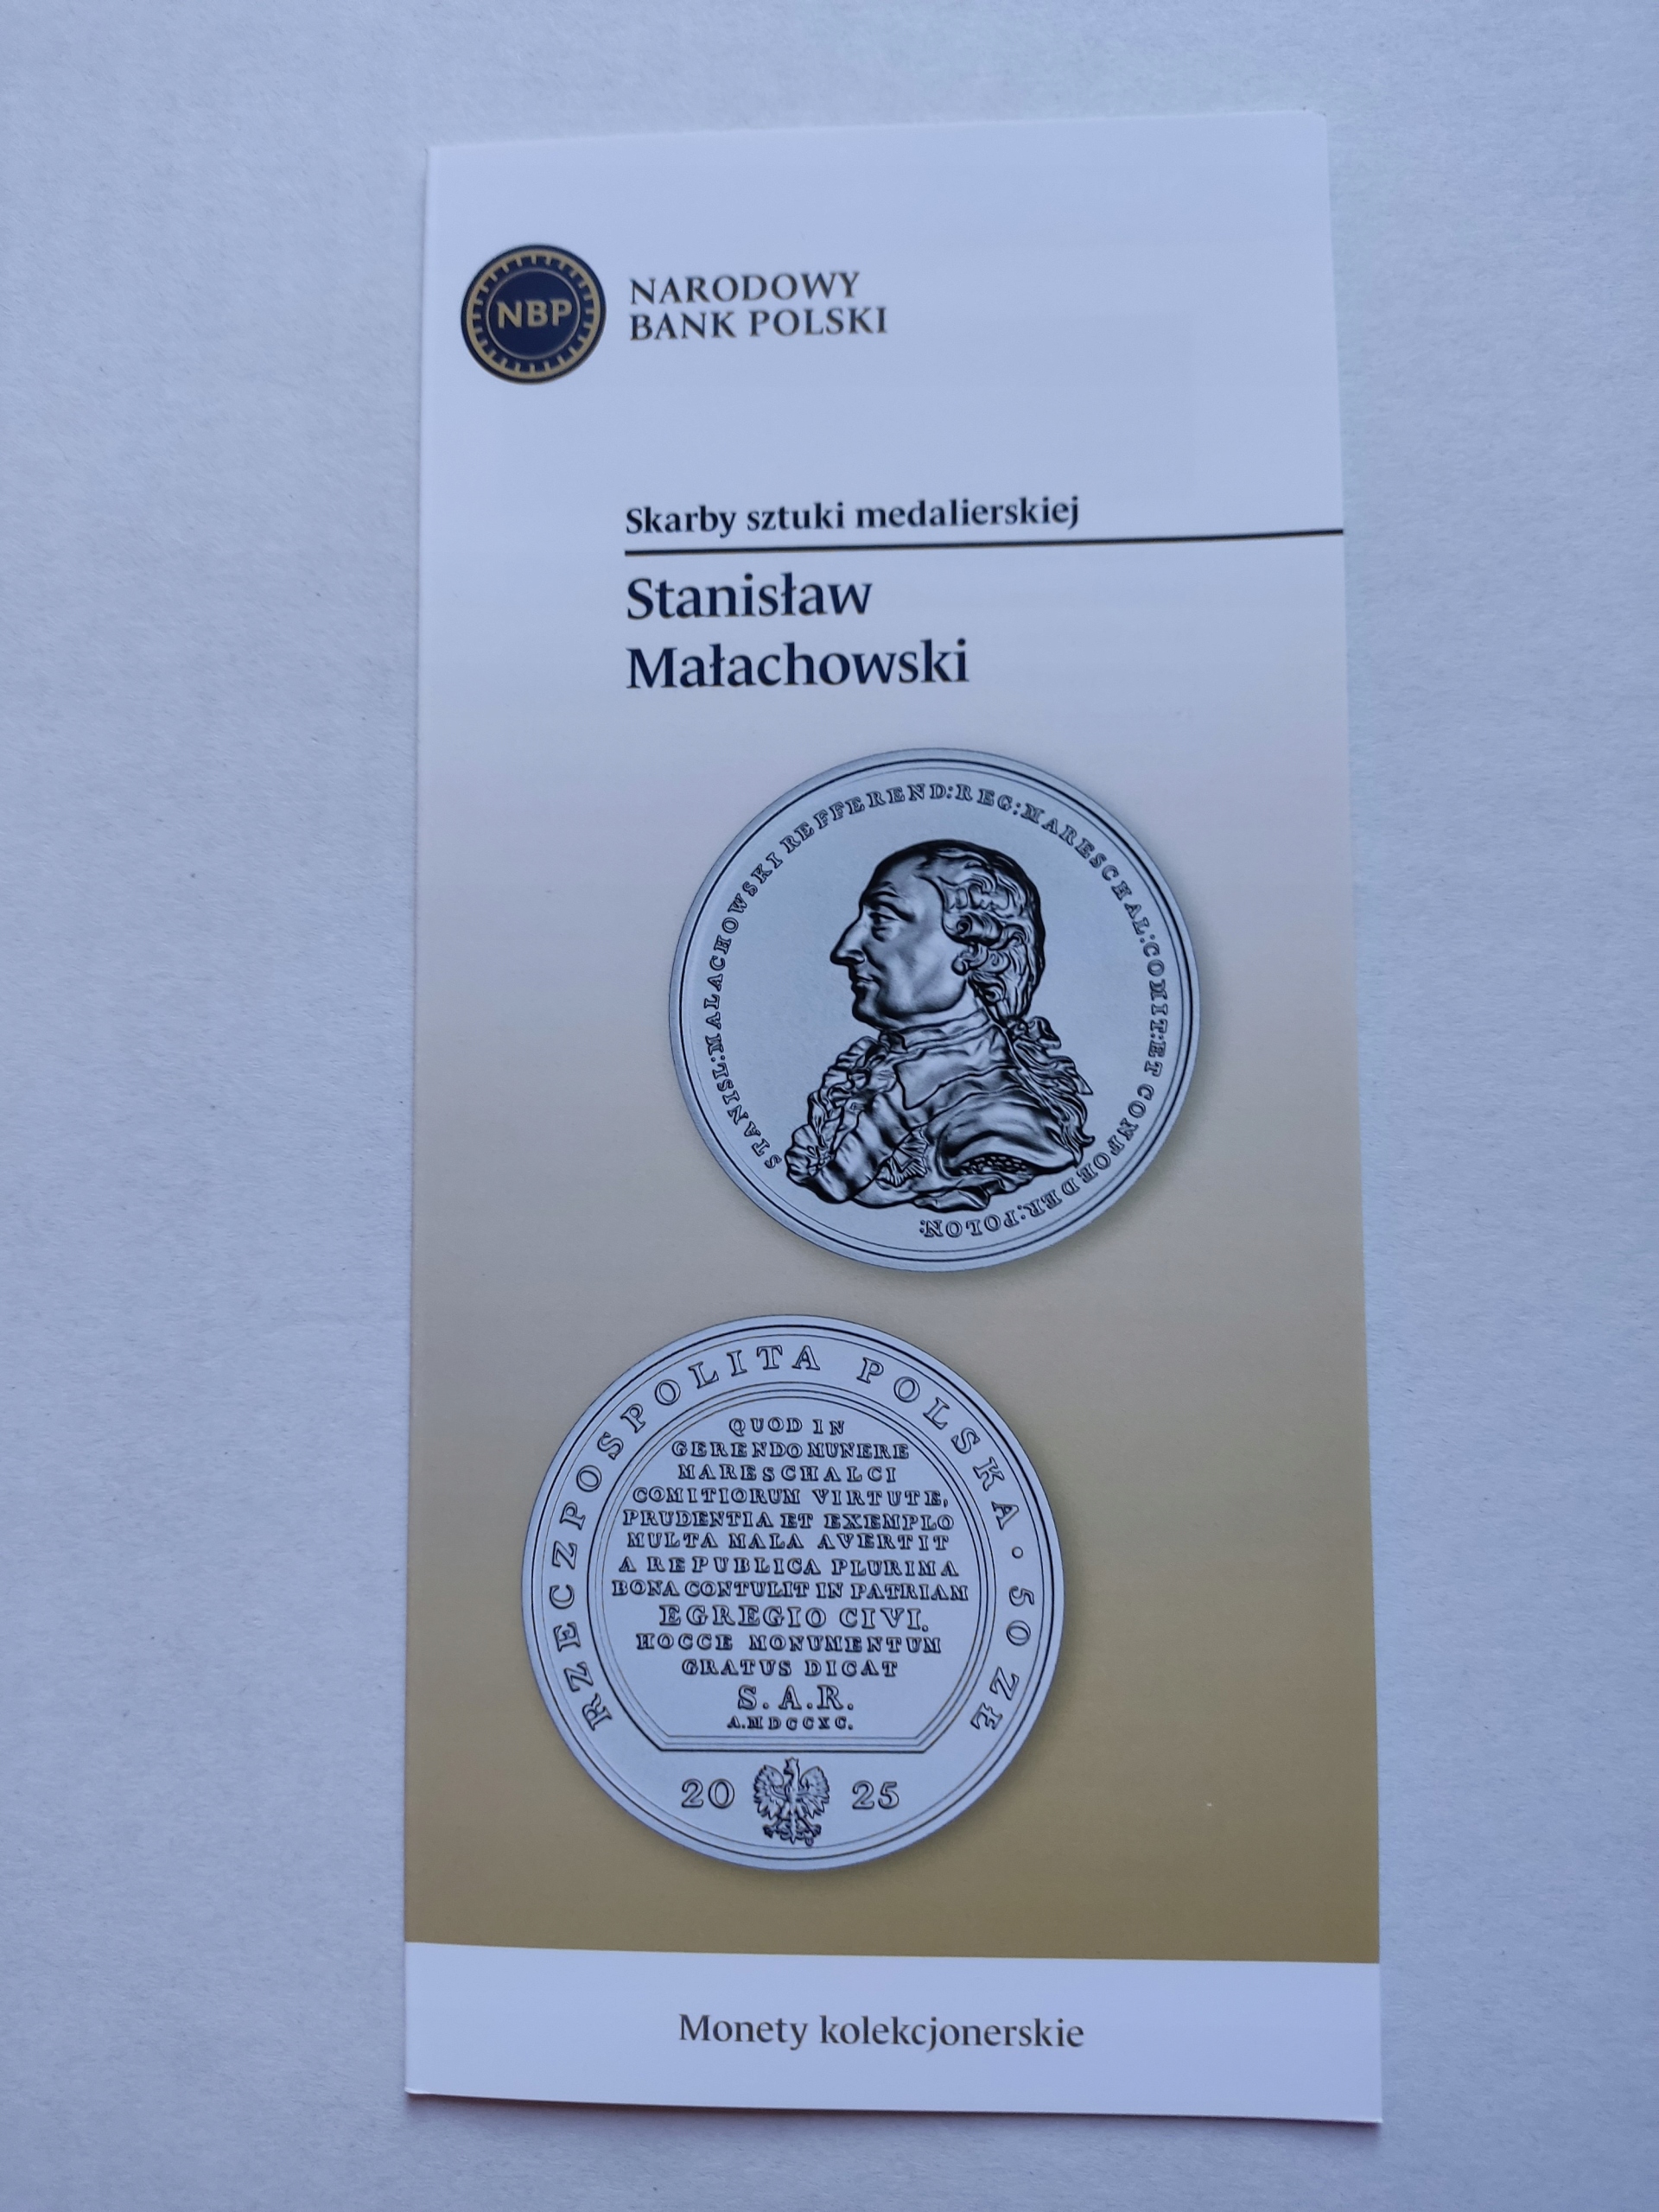 NBP
NARODOWY
BANK POLSKI
Skarby sztuki medalierskiej
Stanisław
Małachowski
STANISL:MALACHOWSKI REFFEREND:REG:MARESCHAL:COMIT:ET CONFOEDER:POLON:
RZECZPOSPOLITA POLSKA · 50 ZŁ
QUOD IN
GERENDO MUNERE
MARESCHALCI
COMITIORUM VIRTUTE,
PRUDENTIA ET EXEMPLO
MULTA MALA AVERTIT
A REPUBLICA PLURIMA
BONA CONTULIT IN PATRIAM
EGREGIO CIVI.
HOCCE MONUMENTUM
GRATUS DICAT
S. A. R.
A. MDCCXC.
20 25
Monety kolekcjonerskie